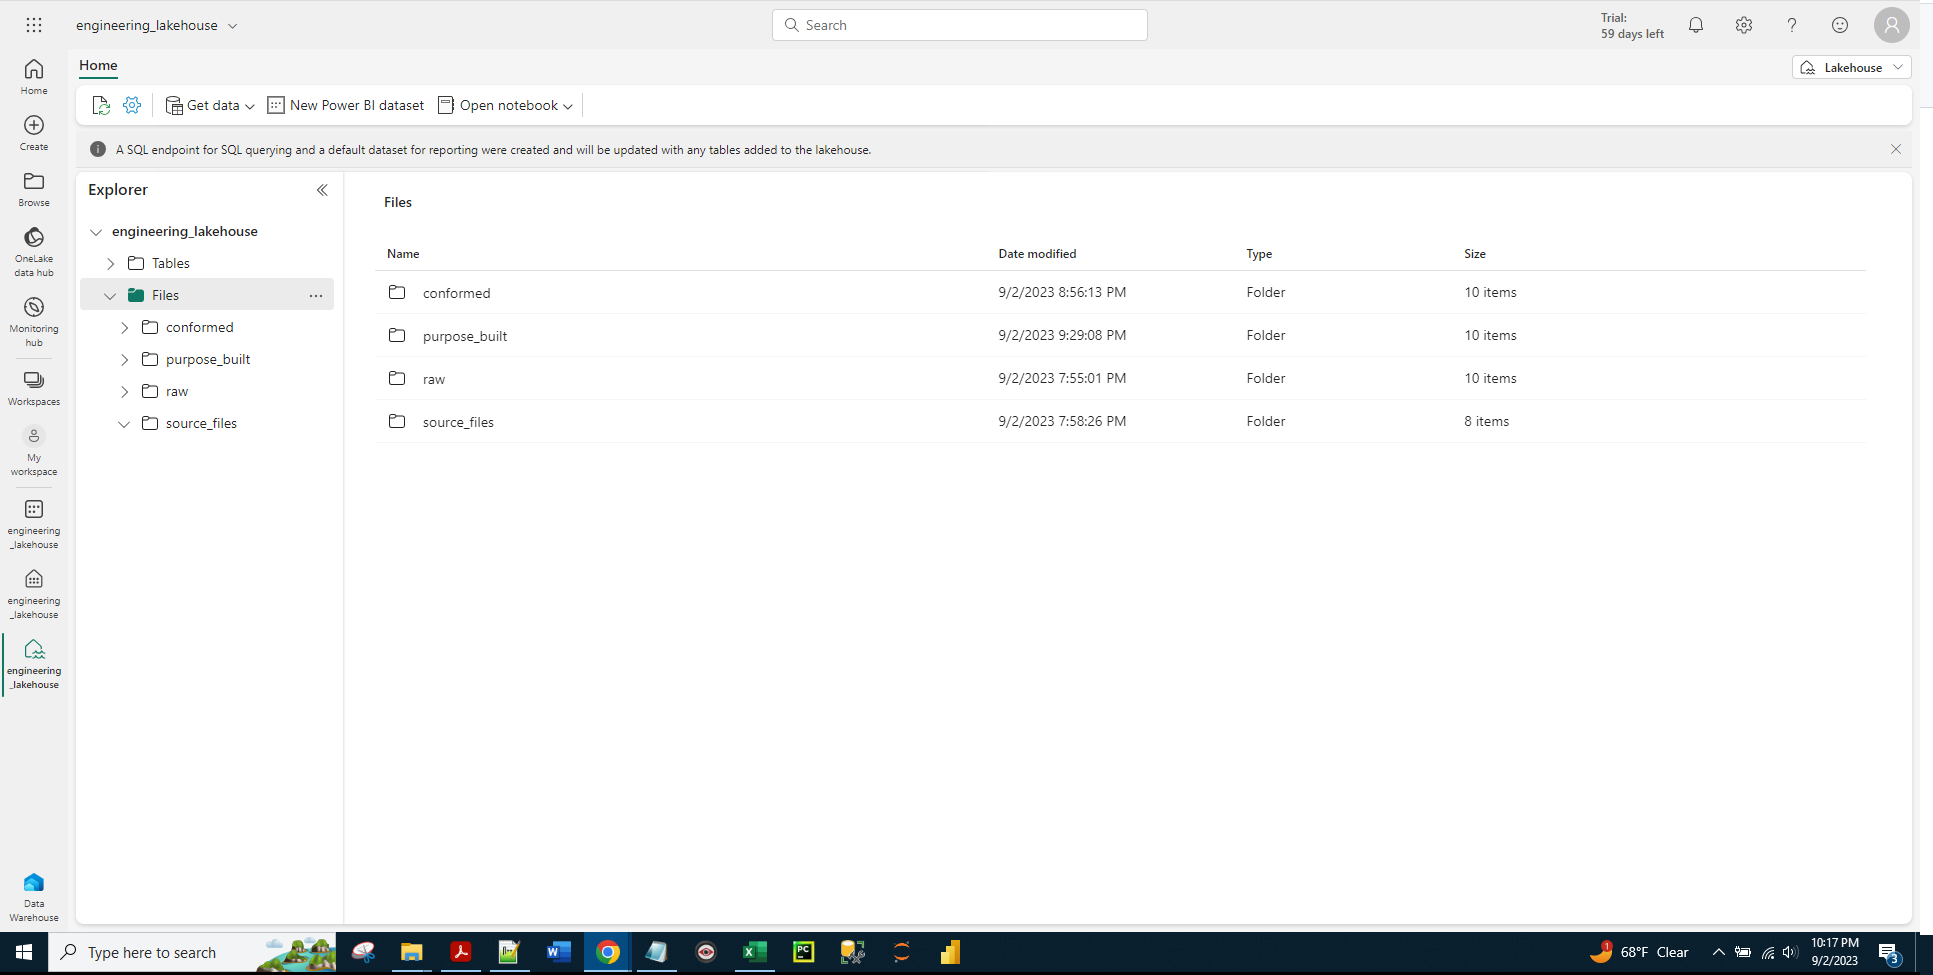 engineering_lakehouse
Search
Trial:
59 days left
Home
Lakehouse
Get data
New Power BI dataset
Open notebook
A SQL endpoint for SQL querying and a default dataset for reporting were created and will be updated with any tables added to the lakehouse.
Home
Create
Browse
OneLake
data hub
Monitoring
hub
Workspaces
My
workspace
engineering
_lakehouse
engineering
_lakehouse
engineering
_lakehouse
Data
Warehouse
Explorer
engineering_lakehouse
Tables
Files
conformed
purpose_built
raw
source_files
Files
Name Date modified Type Size
conformed 9/2/2023 8:56:13 PM Folder 10 items
purpose_built 9/2/2023 9:29:08 PM Folder 10 items
raw 9/2/2023 7:55:01 PM Folder 10 items
source_files 9/2/2023 7:58:26 PM Folder 8 items
Type here to search
W
X
PC
1
68°F Clear
10:17 PM
9/2/2023
3